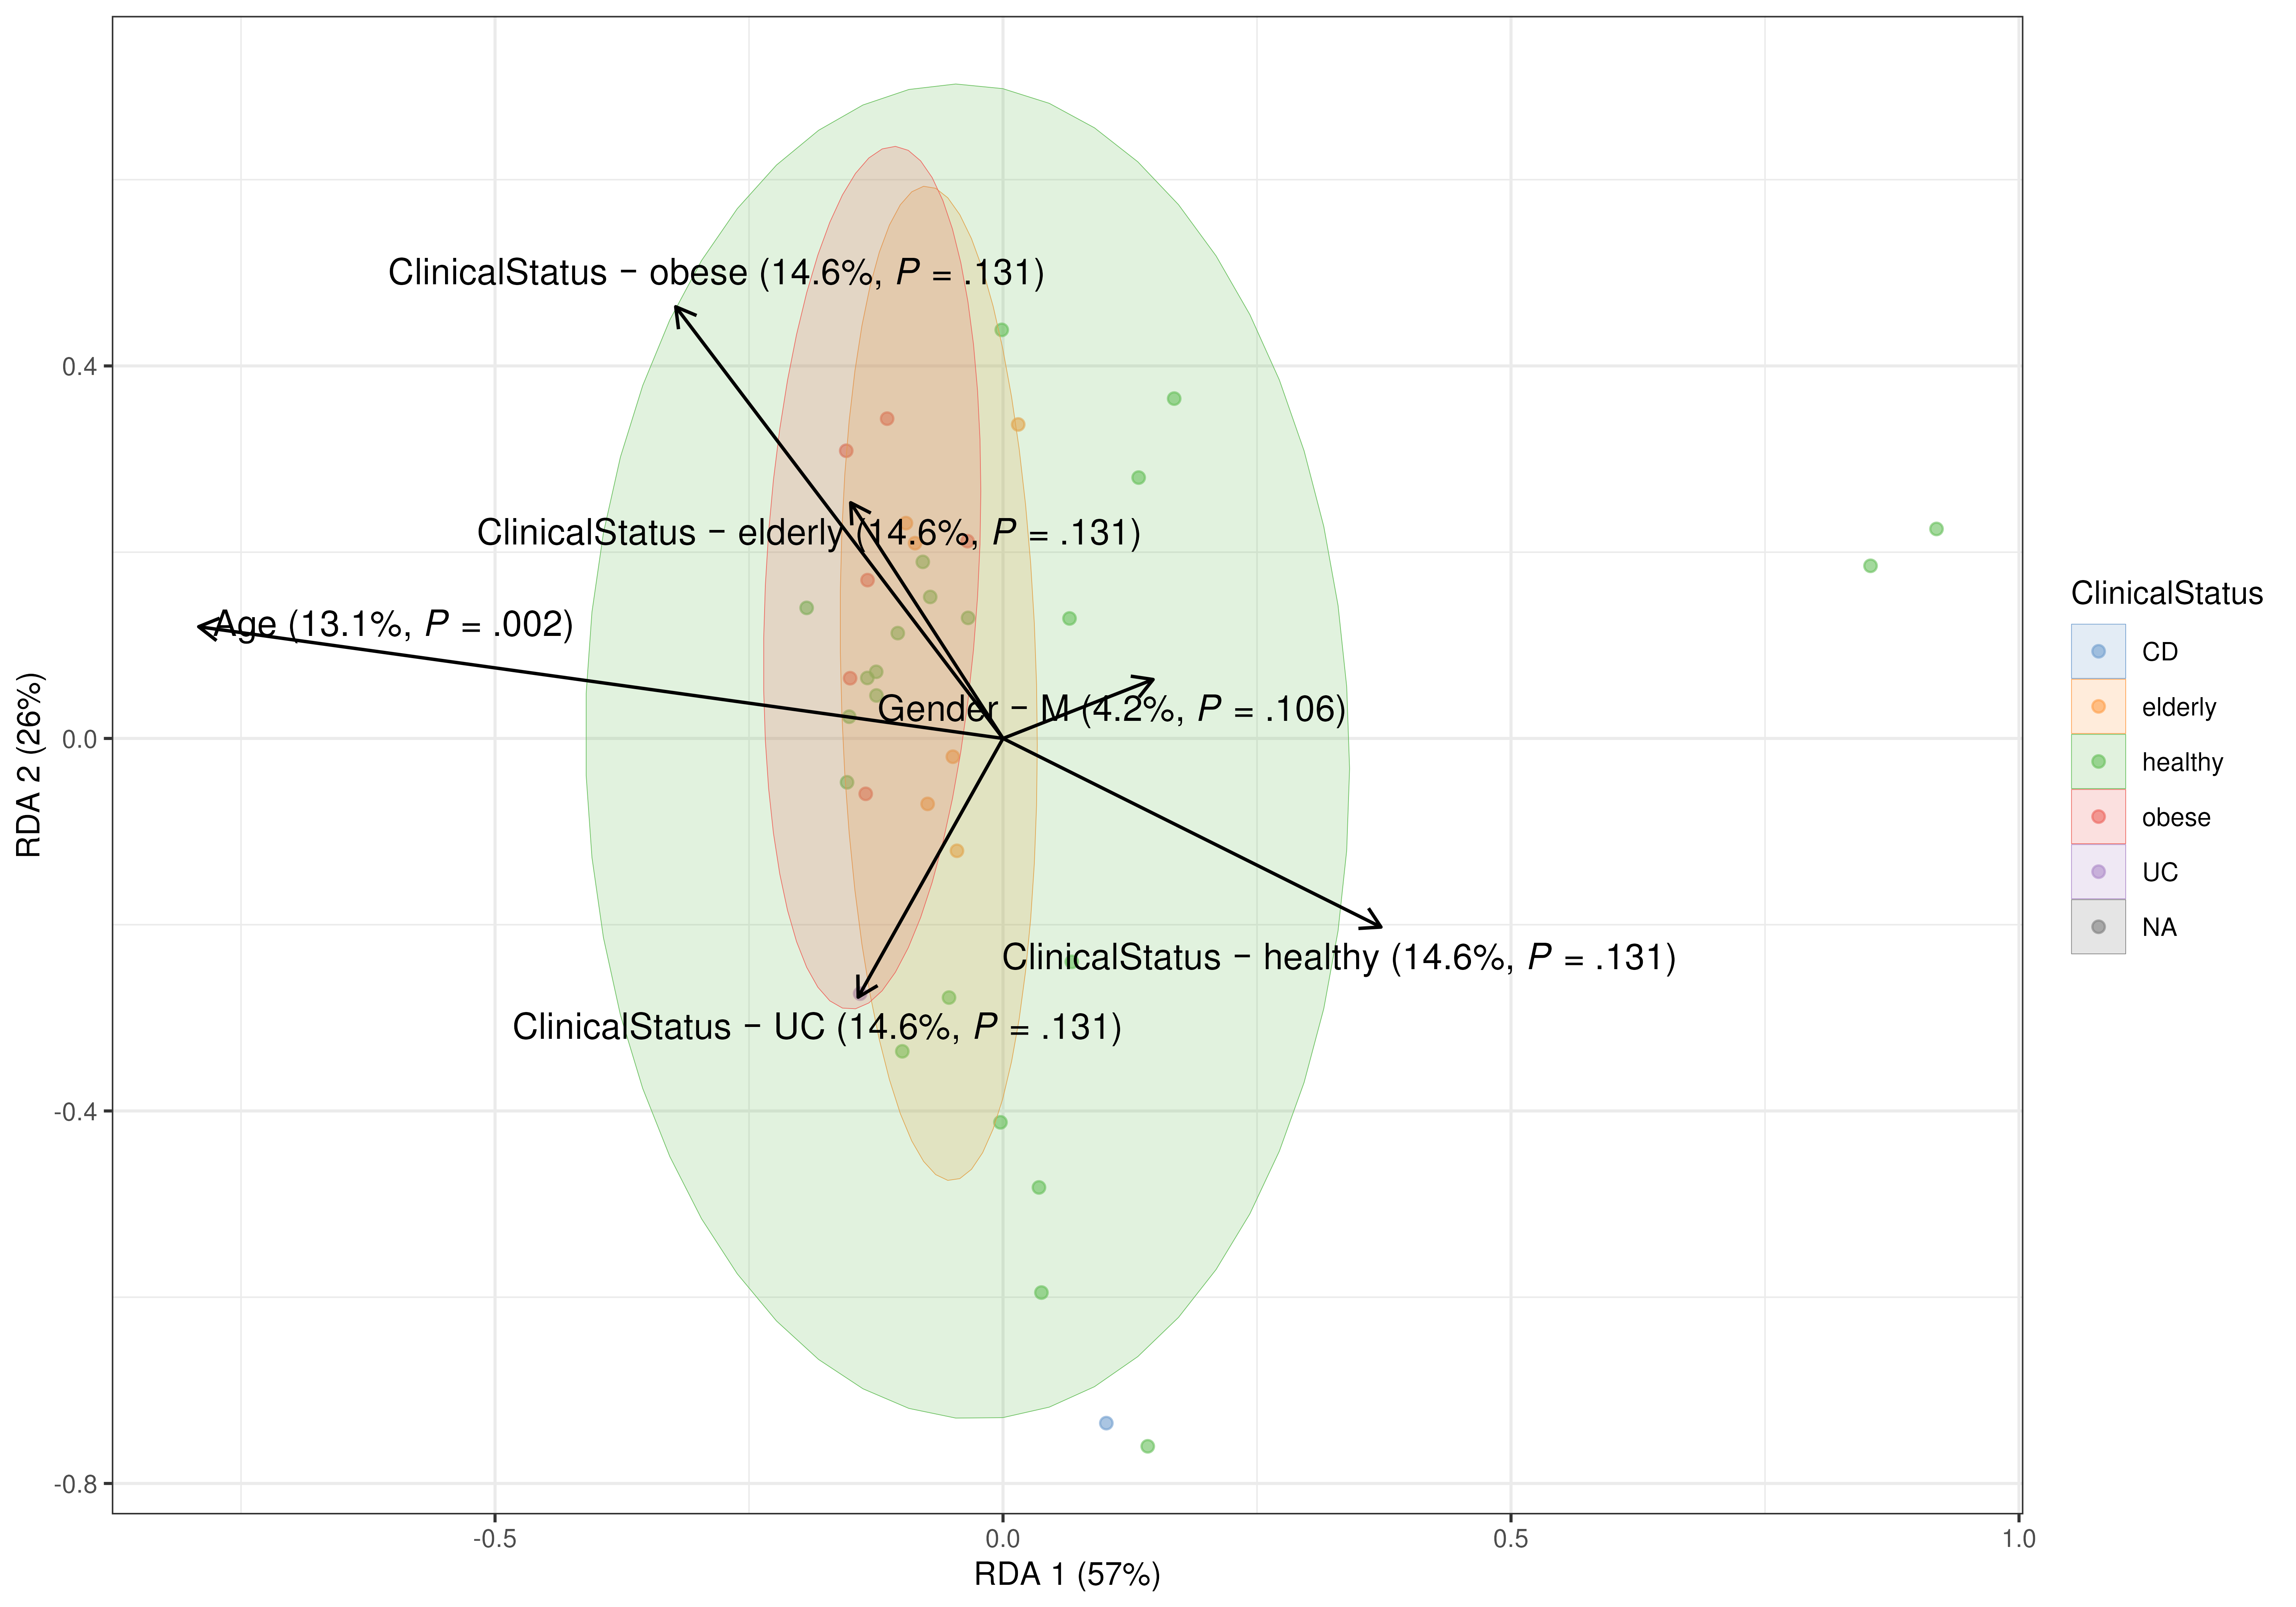 ClinicalStatus − obese (14.6%, P = .131)
0.4
ClinicalStatus − elderly (14.6%, P = .131)
Age (13.1%, P = .002)
Gender − M (4.2%, P = .106)
0.0
RDA 2 (26%)
ClinicalStatus − healthy (14.6%, P = .131)
ClinicalStatus − UC (14.6%, P = .131)
-0.4
-0.8
-0.5
0.0
0.5
1.0
RDA 1 (57%)
ClinicalStatus
CD
elderly
healthy
obese
UC
NA